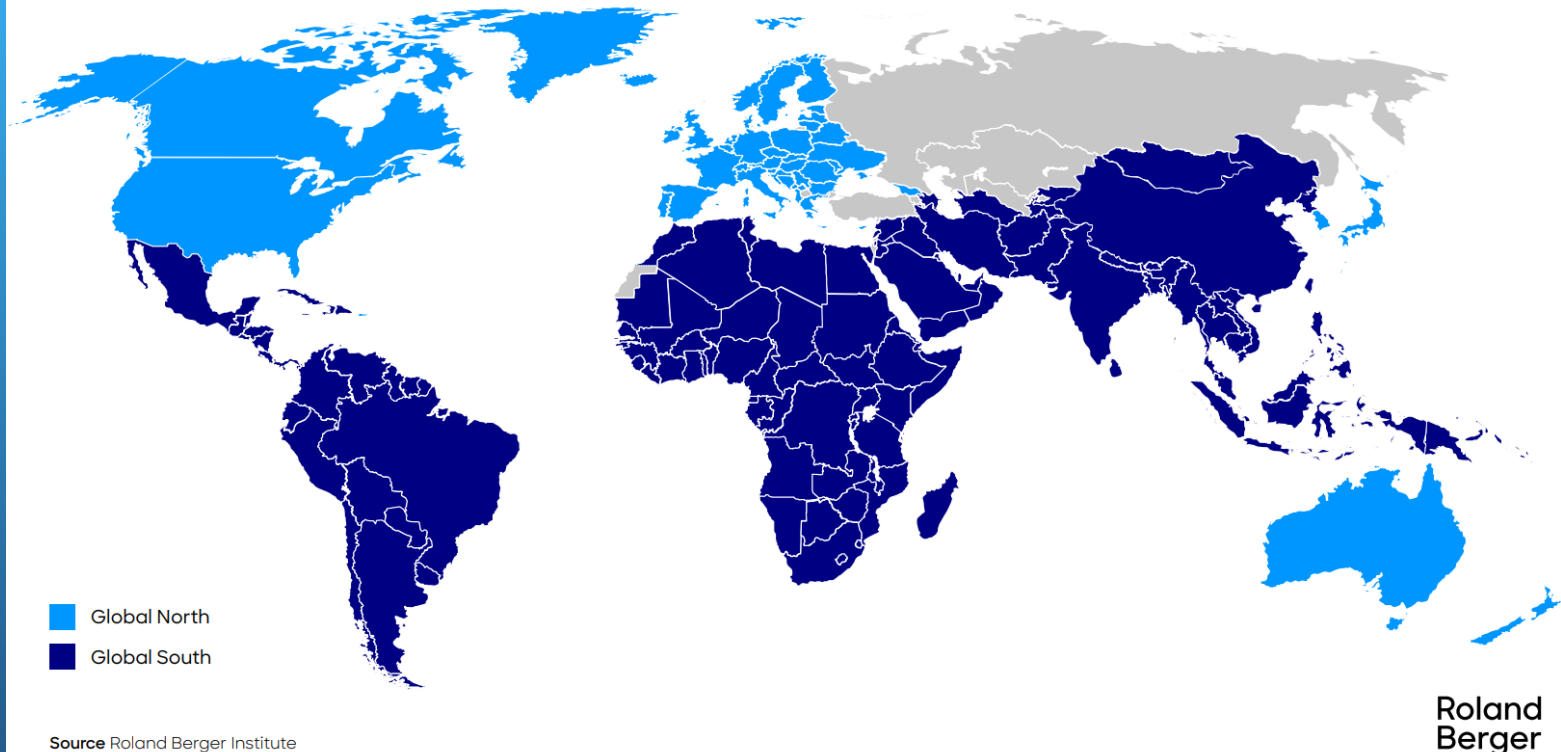 Global North
Global South
Source Roland Berger Institute
Roland
Berger